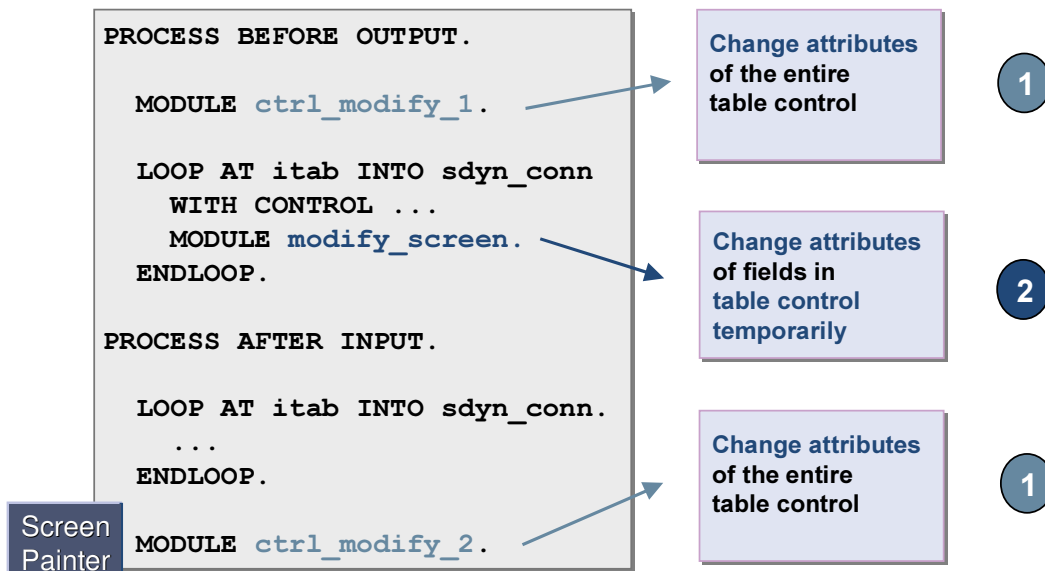 PROCESS BEFORE OUTPUT.
MODULE ctrl_modify_1.
LOOP AT itab INTO sdyn_conn
WITH CONTROL ...
MODULE modify_screen.
ENDLOOP.
PROCESS AFTER INPUT.
LOOP AT itab INTO sdyn_conn.
...
ENDLOOP.
MODULE ctrl_modify_2.
Screen
Painter
Change attributes
of the entire
table control
1
Change attributes
of fields in
table control
temporarily
2
Change attributes
of the entire
table control
1